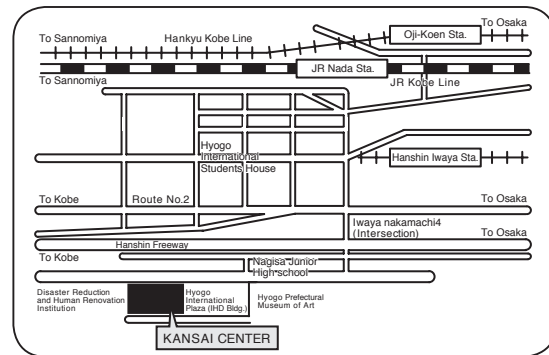 To Osaka
Oji-Koen Sta.
To Sannomiya
Hankyu Kobe Line
JR Nada Sta.
To Sannomiya
JR Kobe Line
Hyogo
International
Students House
Hanshin Iwaya Sta.
To Kobe
Route No.2
To Osaka
Iwaya nakamachi4
(Intersection)
To Osaka
Hanshin Freeway
To Kobe
Nagisa Junior
High school
Disaster Reduction
and Human Renovation
Institution
Hyogo
International
Plaza (IHD Bldg.)
Hyogo Prefectural
Museum of Art
KANSAI CENTER